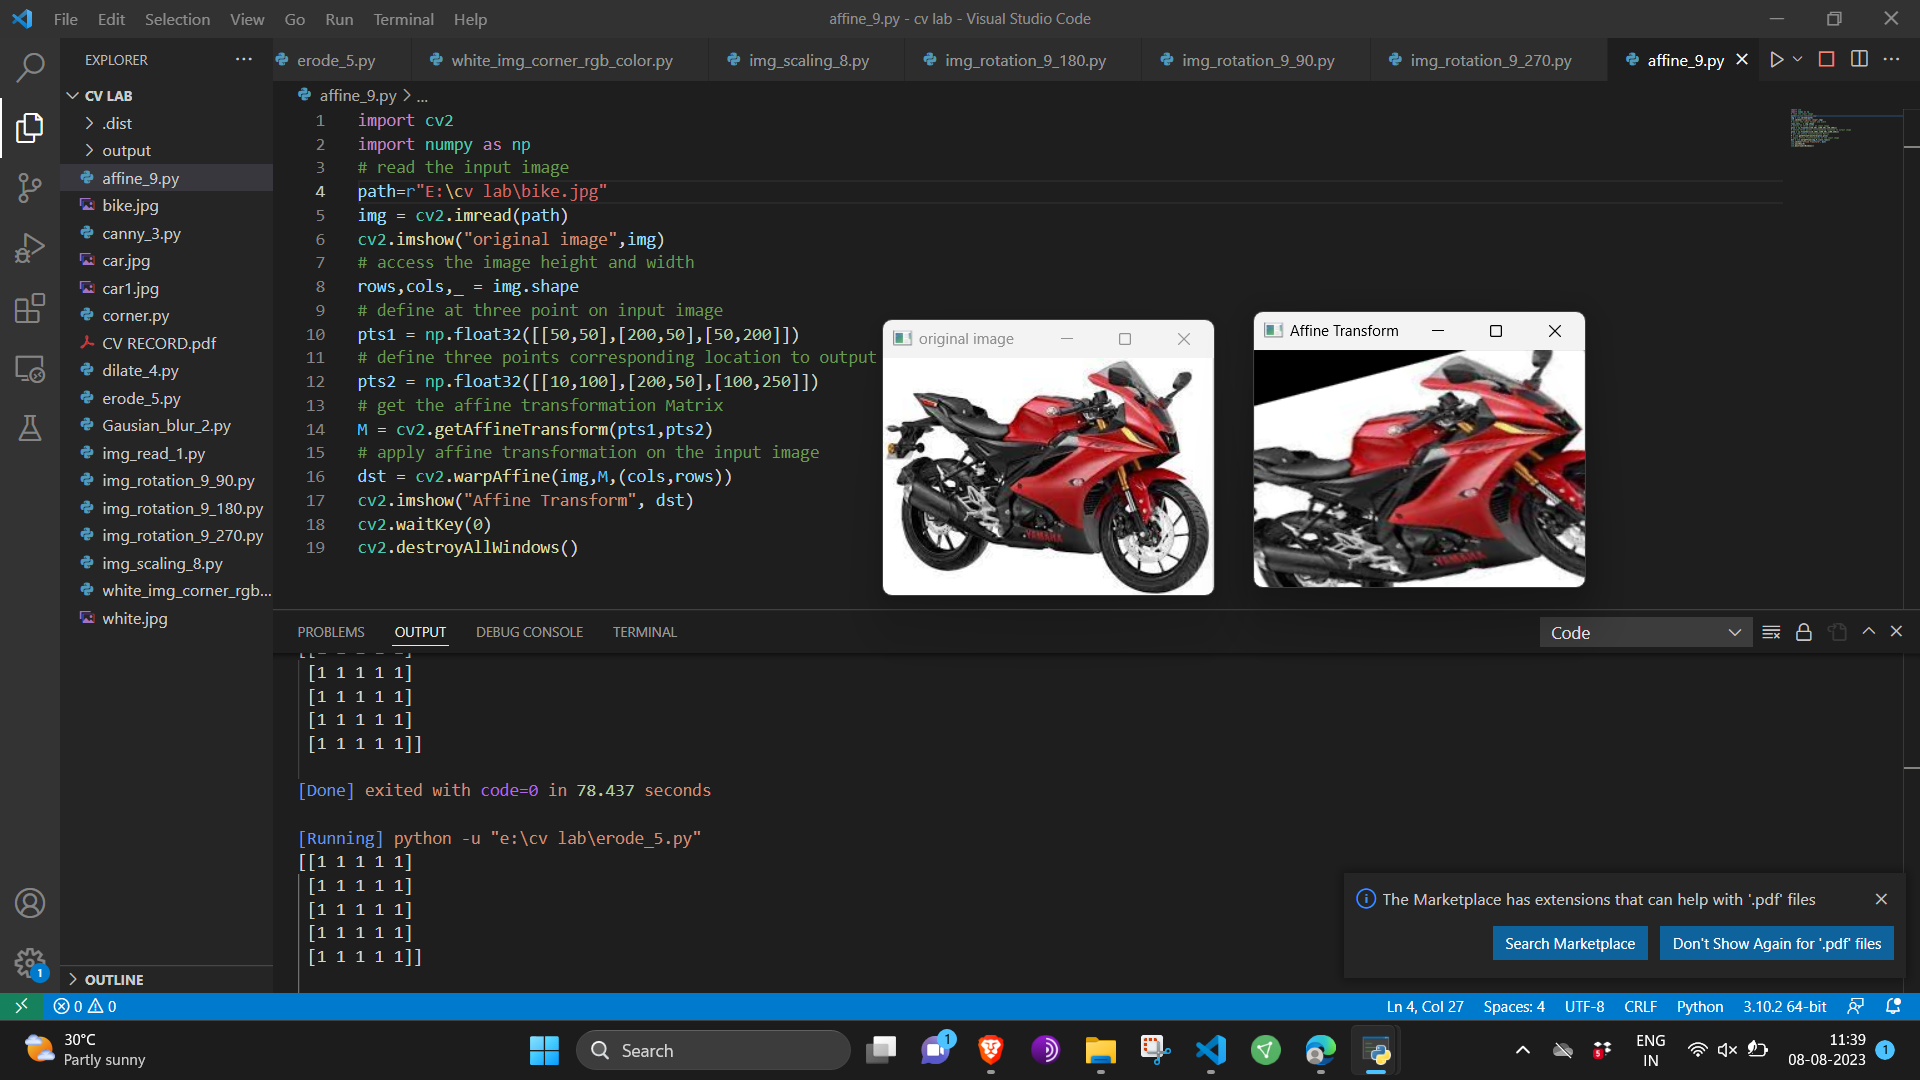 File Edit Selection View Go Run Terminal Help
affine_9.py - cv lab - Visual Studio Code
EXPLORER
CV LAB
.dist
output
affine_9.py
bike.jpg
canny_3.py
car.jpg
car1.jpg
corner.py
CV RECORD.pdf
dilate_4.py
erode_5.py
Gausian_blur_2.py
img_read_1.py
img_rotation_9_90.py
img_rotation_9_180.py
img_rotation_9_270.py
img_scaling_8.py
white_img_corner_rgb...
white.jpg
OUTLINE
erode_5.py white_img_corner_rgb_color.py img_scaling_8.py img_rotation_9_180.py img_rotation_9_90.py img_rotation_9_270.py affine_9.py
affine_9.py > ...
1 import cv2
2 import numpy as np
3 # read the input image
4 path=r"E:\cv lab\bike.jpg"
5 img = cv2.imread(path)
6 cv2.imshow("original image",img)
7 # access the image height and width
8 rows,cols,_ = img.shape
9 # define at three point on input image
10 pts1 = np.float32([[50,50],[200,50],[50,200]])
11 # define three points corresponding location to output
12 pts2 = np.float32([[10,100],[200,50],[100,250]])
13 # get the affine transformation Matrix
14 M = cv2.getAffineTransform(pts1,pts2)
15 # apply affine transformation on the input image
16 dst = cv2.warpAffine(img,M,(cols,rows))
17 cv2.imshow("Affine Transform", dst)
18 cv2.waitKey(0)
19 cv2.destroyAllWindows()
original image
YAMAHA
Affine Transform
YAMAHA
PROBLEMS OUTPUT DEBUG CONSOLE TERMINAL
Code
[1 1 1 1 1]
[1 1 1 1 1]
[1 1 1 1 1]
[1 1 1 1 1]]
[Done] exited with code=0 in 78.437 seconds
[Running] python -u "e:\cv lab\erode_5.py"
[[1 1 1 1 1]
[1 1 1 1 1]
[1 1 1 1 1]
[1 1 1 1 1]
[1 1 1 1 1]]
The Marketplace has extensions that can help with '.pdf' files
Search Marketplace Don't Show Again for '.pdf' files
1
0 0
Ln 4, Col 27 Spaces: 4 UTF-8 CRLF Python 3.10.2 64-bit
30°C
Partly sunny
Search
1
5
ENG
IN
11:39
08-08-2023
1